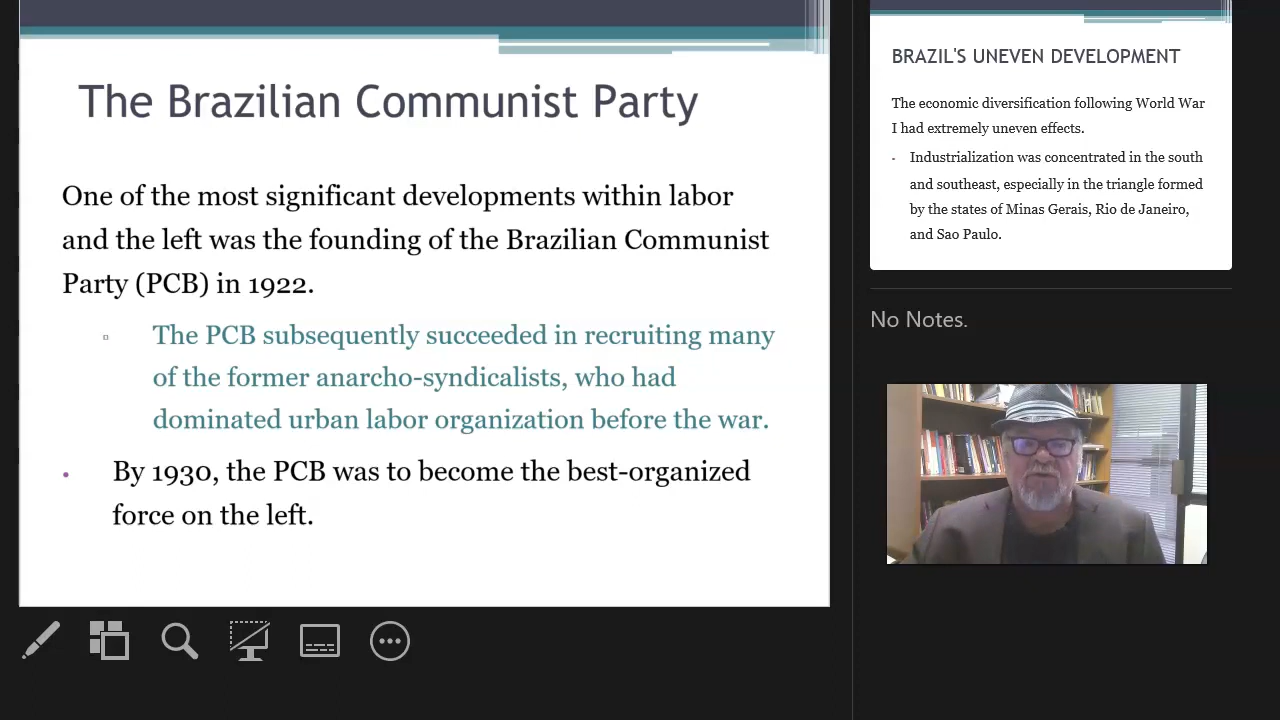 The Brazilian Communist Party
One of the most significant developments within labor
and the left was the founding of the Brazilian Communist
Party (PCB) in 1922.
The PCB subsequently succeeded in recruiting many
of the former anarcho-syndicalists, who had
dominated urban labor organization before the war.
By 1930, the PCB was to become the best-organized
force on the left.
BRAZIL'S UNEVEN DEVELOPMENT
The economic diversification following World War
I had extremely uneven effects.
Industrialization was concentrated in the south
and southeast, especially in the triangle formed
by the states of Minas Gerais, Rio de Janeiro,
and Sao Paulo.
No Notes.